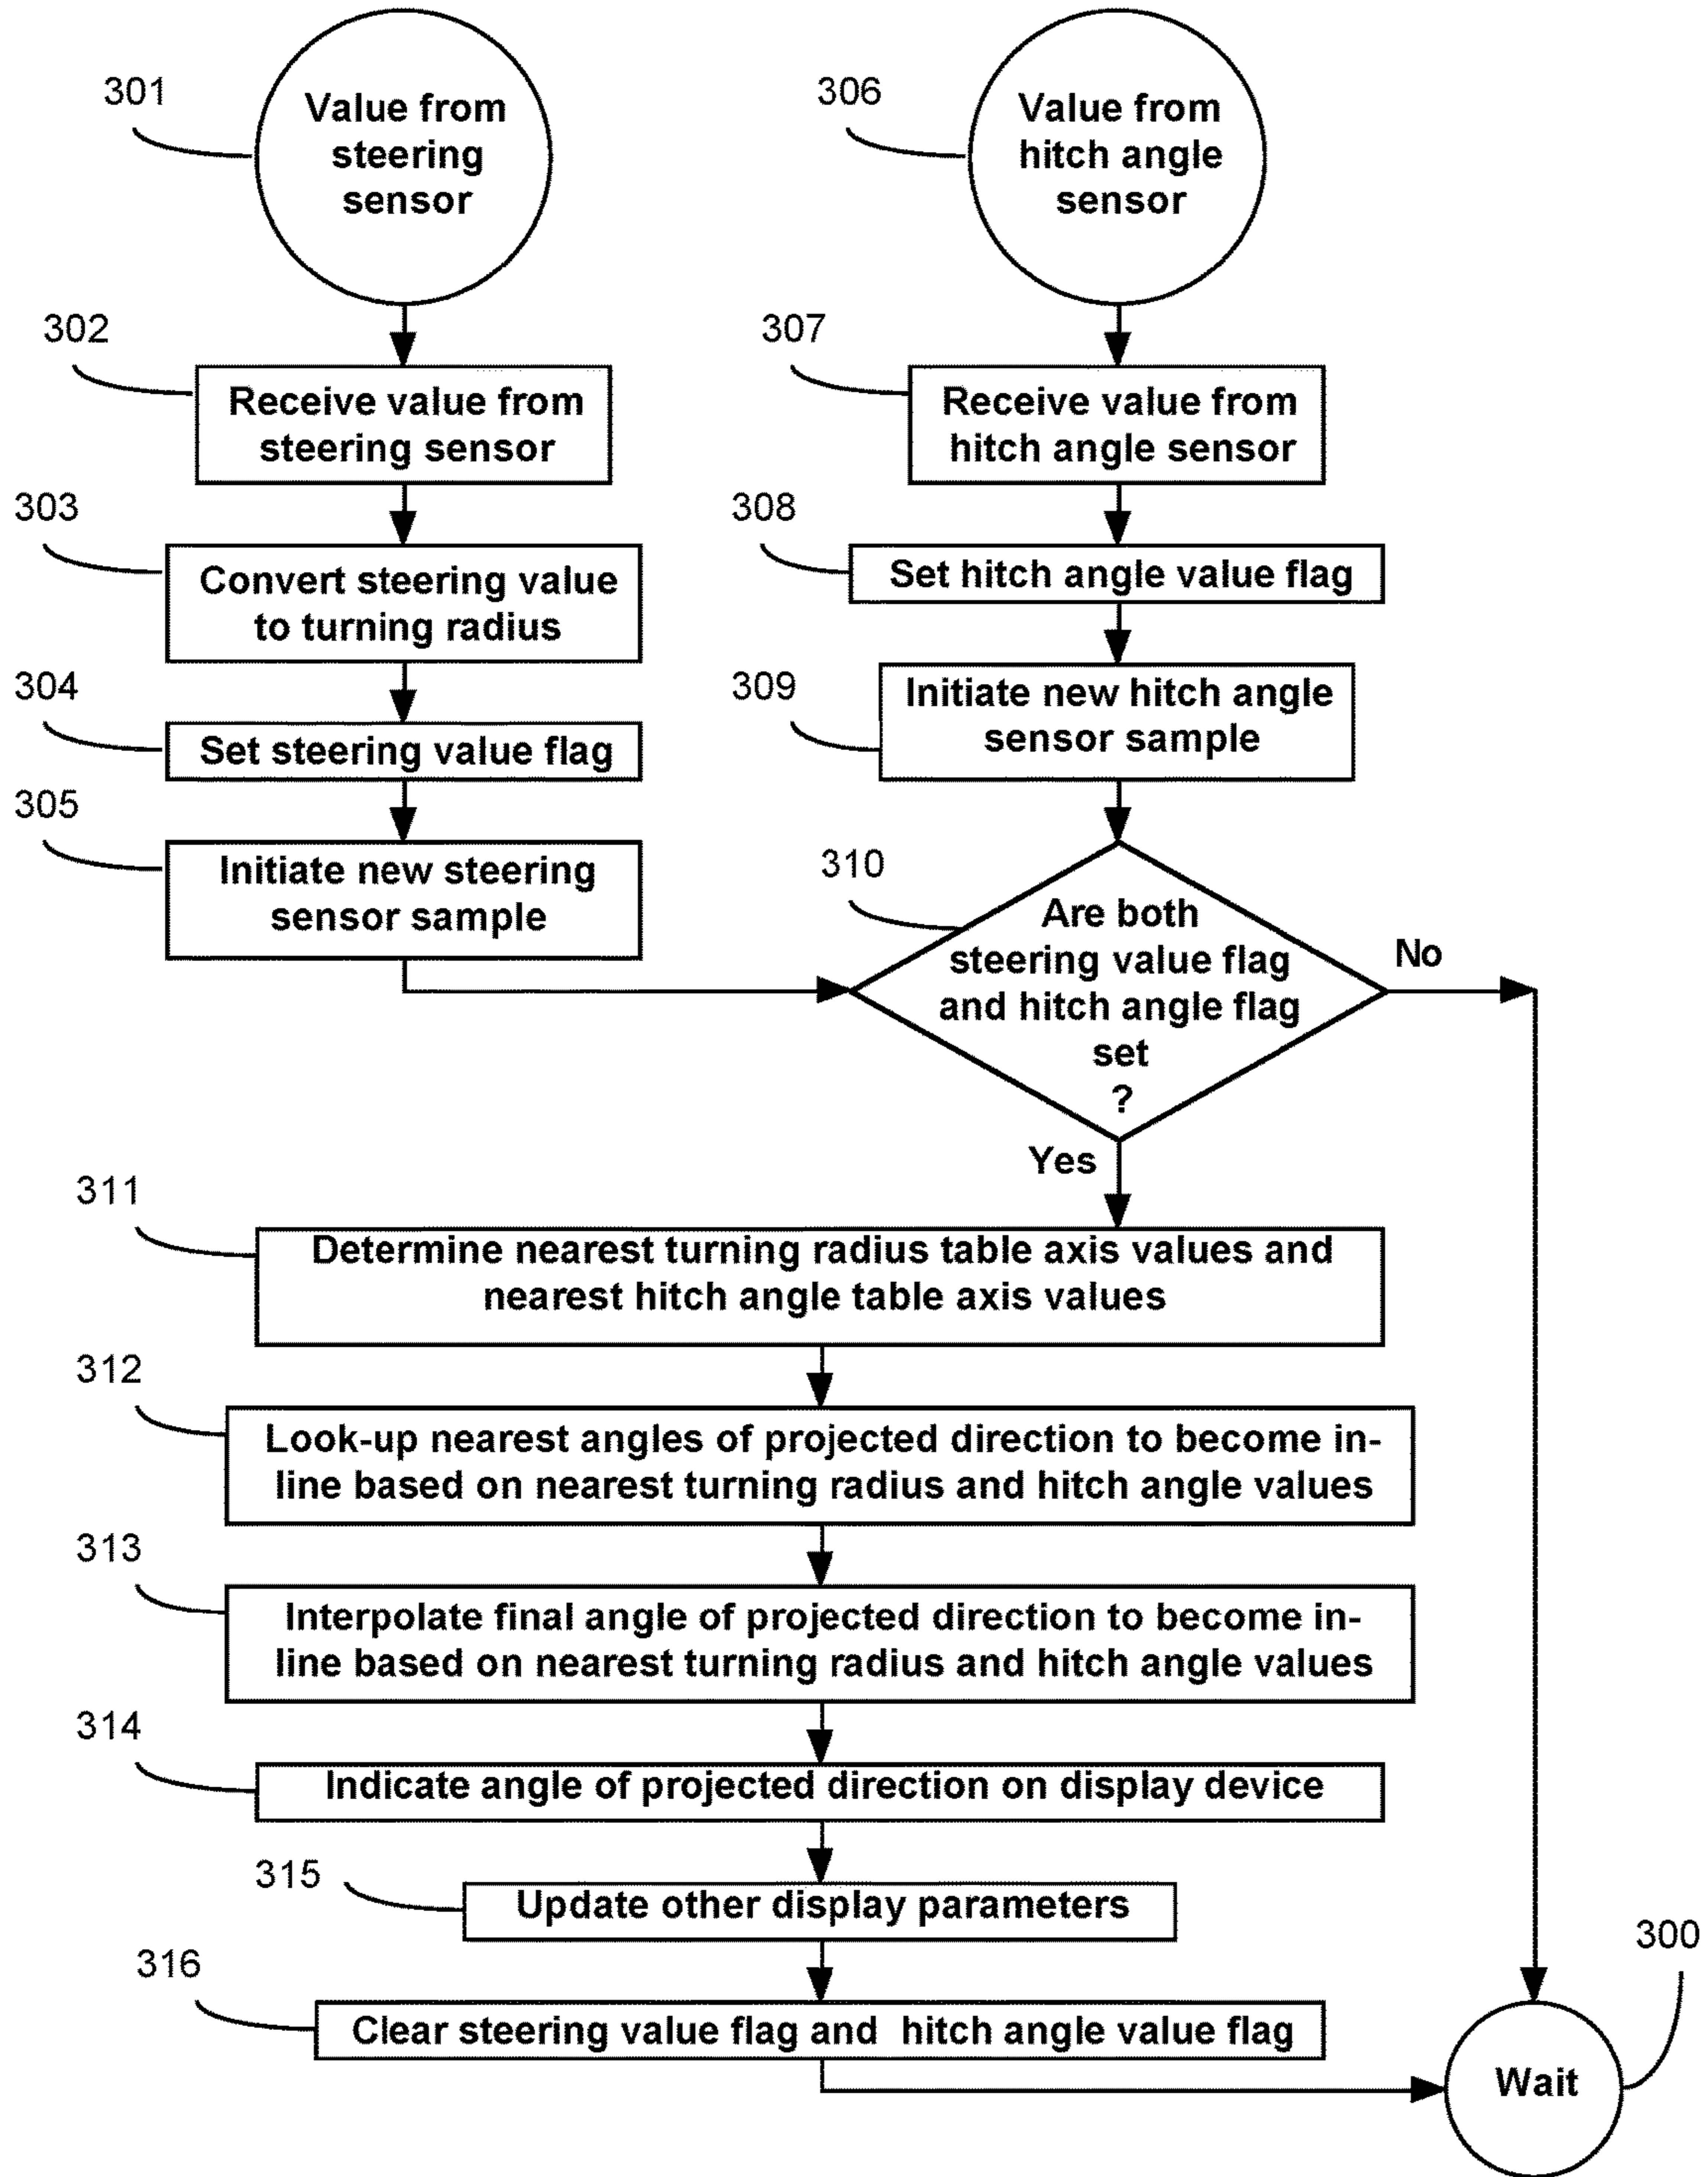 301
Value from
steering
sensor
306
Value from
hitch angle
sensor
302
Receive value from
steering sensor
307
Receive value from
hitch angle sensor
303
Convert steering value
to turning radius
308
Set hitch angle value flag
304
Set steering value flag
309
Initiate new hitch angle
sensor sample
305
Initiate new steering
sensor sample
310
Are both
steering value flag
and hitch angle flag
set
?
No
Yes
311
Determine nearest turning radius table axis values and
nearest hitch angle table axis values
312
Look-up nearest angles of projected direction to become in-
line based on nearest turning radius and hitch angle values
313
Interpolate final angle of projected direction to become in-
line based on nearest turning radius and hitch angle values
314
Indicate angle of projected direction on display device
315
Update other display parameters
316
Clear steering value flag and hitch angle value flag
300
Wait